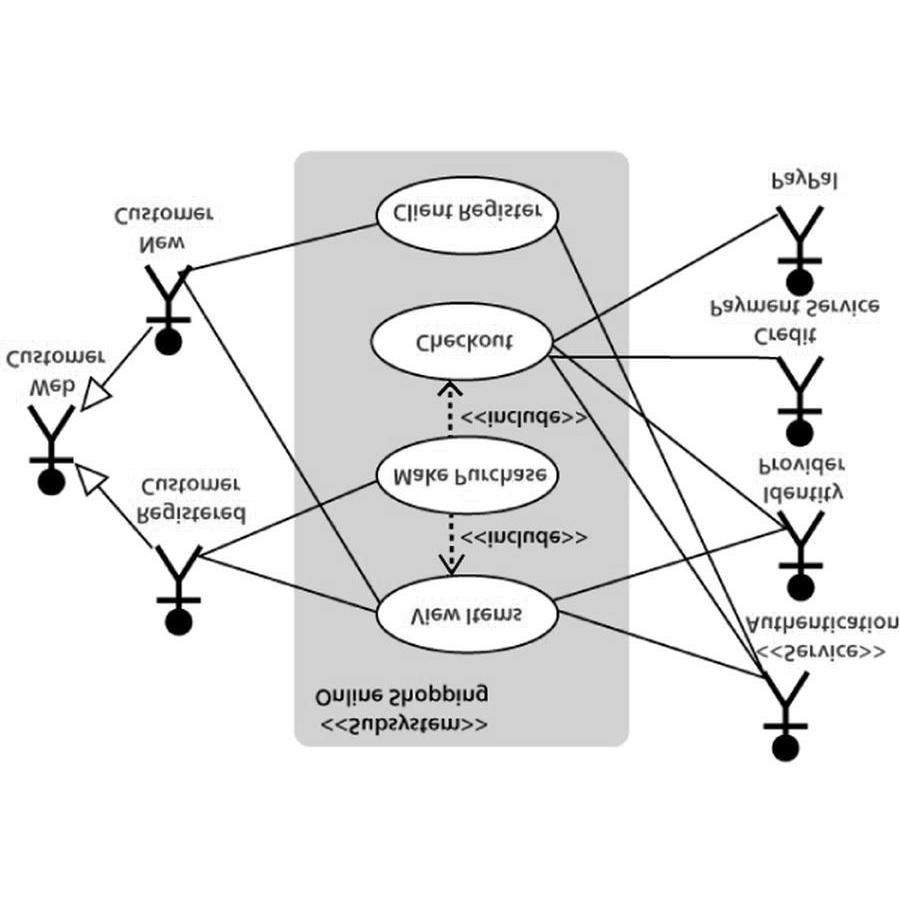 <<Subsystem>>
Online Shopping
View Items
<<include>>
Make Purchase
<<include>>
Checkout
Client Register
Registered
Customer
Web
Customer
New
Customer
<<Service>>
Authentication
Identity
Provider
Credit
Payment Service
PayPal